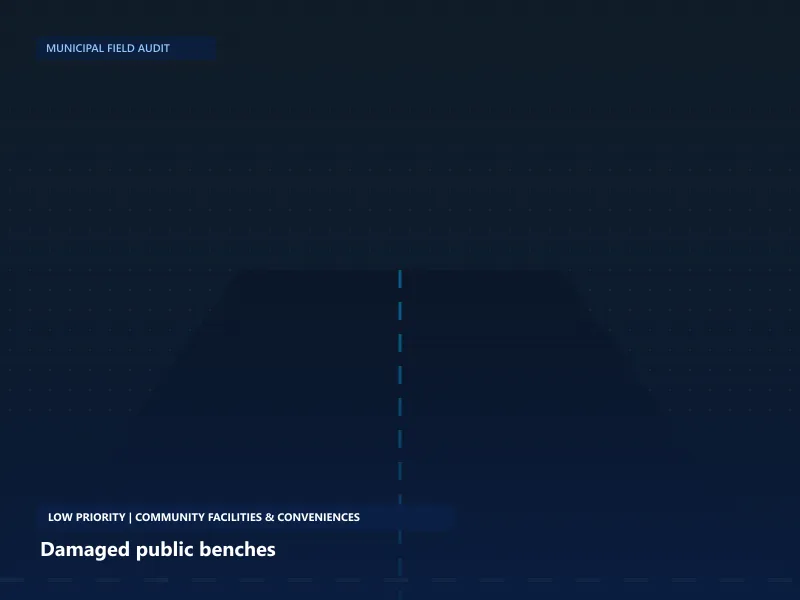 MUNICIPAL FIELD AUDIT
LOW PRIORITY | COMMUNITY FACILITIES & CONVENIENCES
Damaged public benches